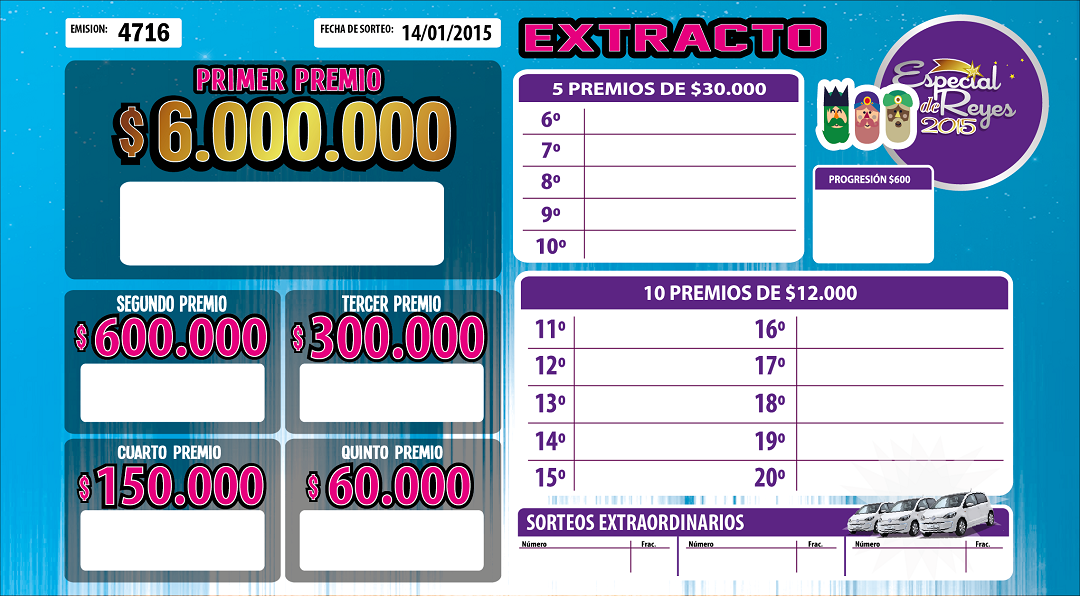 EMISION: 4716
FECHA DE SORTEO: 14/01/2015
PRIMER PREMIO
$ 6.000.000
SEGUNDO PREMIO
$ 600.000
TERCER PREMIO
$ 300.000
CUARTO PREMIO
$ 150.000
QUINTO PREMIO
$ 60.000
EXTRACTO
Especial
de Reyes
2015
5 PREMIOS DE $30.000
6º
7º
8º
9º
10º
PROGRESIÓN $600
10 PREMIOS DE $12.000
11º 16º
12º 17º
13º 18º
14º 19º
15º 20º
SORTEOS EXTRAORDINARIOS
Número Frac. Número Frac. Número Frac.